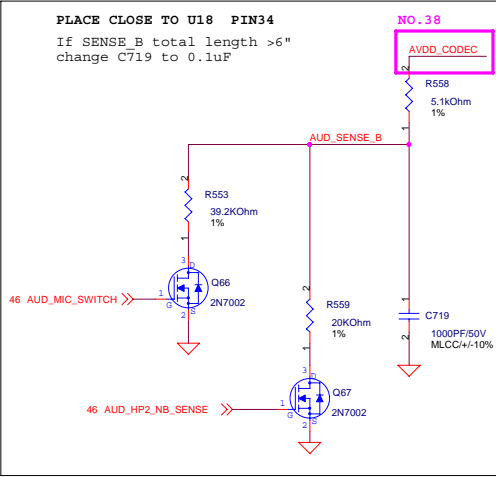 PLACE CLOSE TO U18 PIN34
NO.38
If SENSE_B total length >6"
change C719 to 0.1uF
AVDD_CODEC
2
R558
5.1kOhm
1%
1
AUD_SENSE_B
2
R553
39.2KOhm
1%
1
3
D
Q66
46 AUD_MIC_SWITCH
1
G
2N7002
2
S
2
R559
20KOhm
1%
1
1
C719
1000PF/50V
MLCC/+/-10%
2
3
D
Q67
46 AUD_HP2_NB_SENSE
1
G
2N7002
2
S